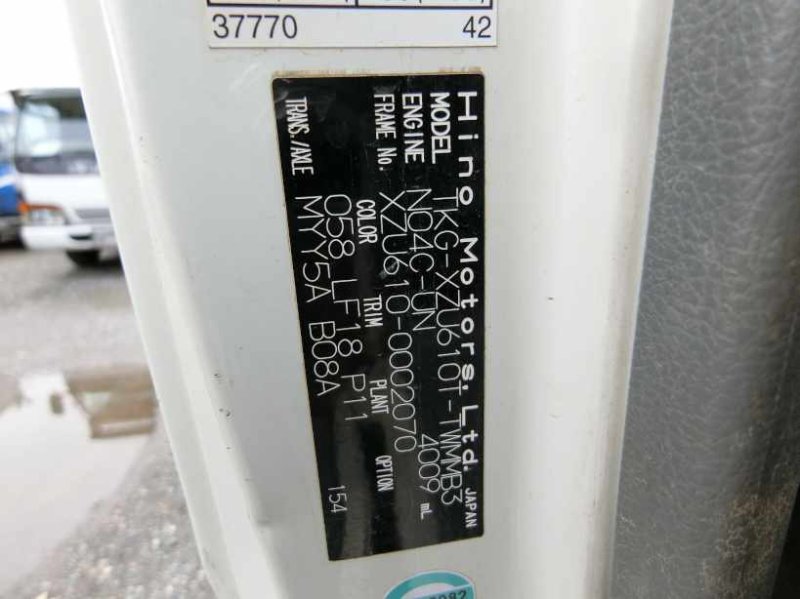 37770 42
Hino Motors, Ltd. JAPAN
MODEL TKG-XZU610T-TWMMB3
ENGINE N04C-UN 4009 mL
FRAME No. XZU610-0002070
COLOR TRIM PLANT OPTION
058 LF18 P11 154
TRANS./AXLE MYY5A B08A